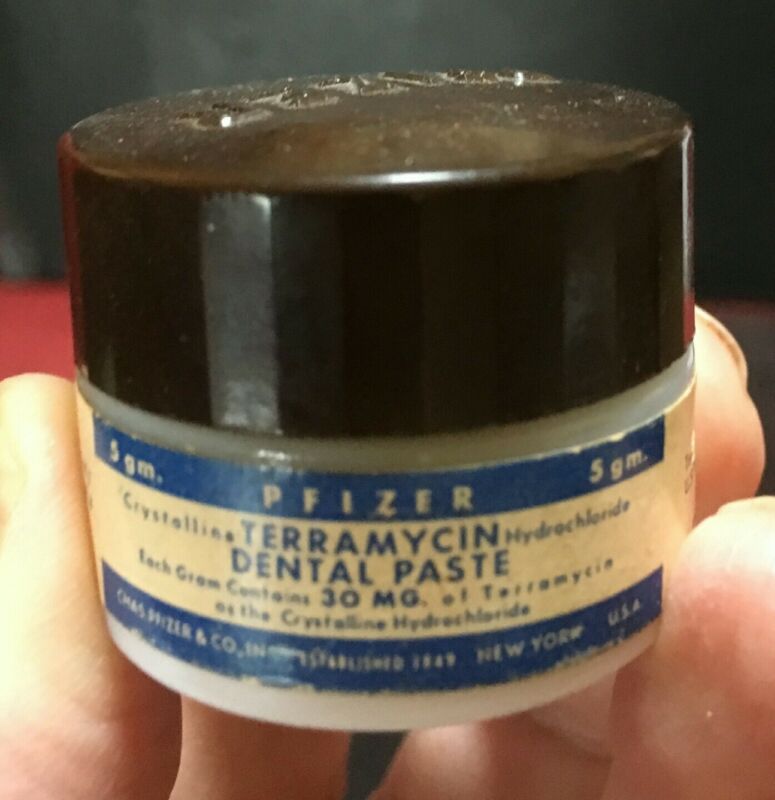 5 gm. 5 gm.
PFIZER
Crystalline TERRAMYCIN Hydrochloride
DENTAL PASTE
Each Gram Contains 30 MG. of Terramycin
as the Crystalline Hydrochloride
CHAS. PFIZER & CO., IN ESTABLISHED 1849 NEW YORK U.S.A.